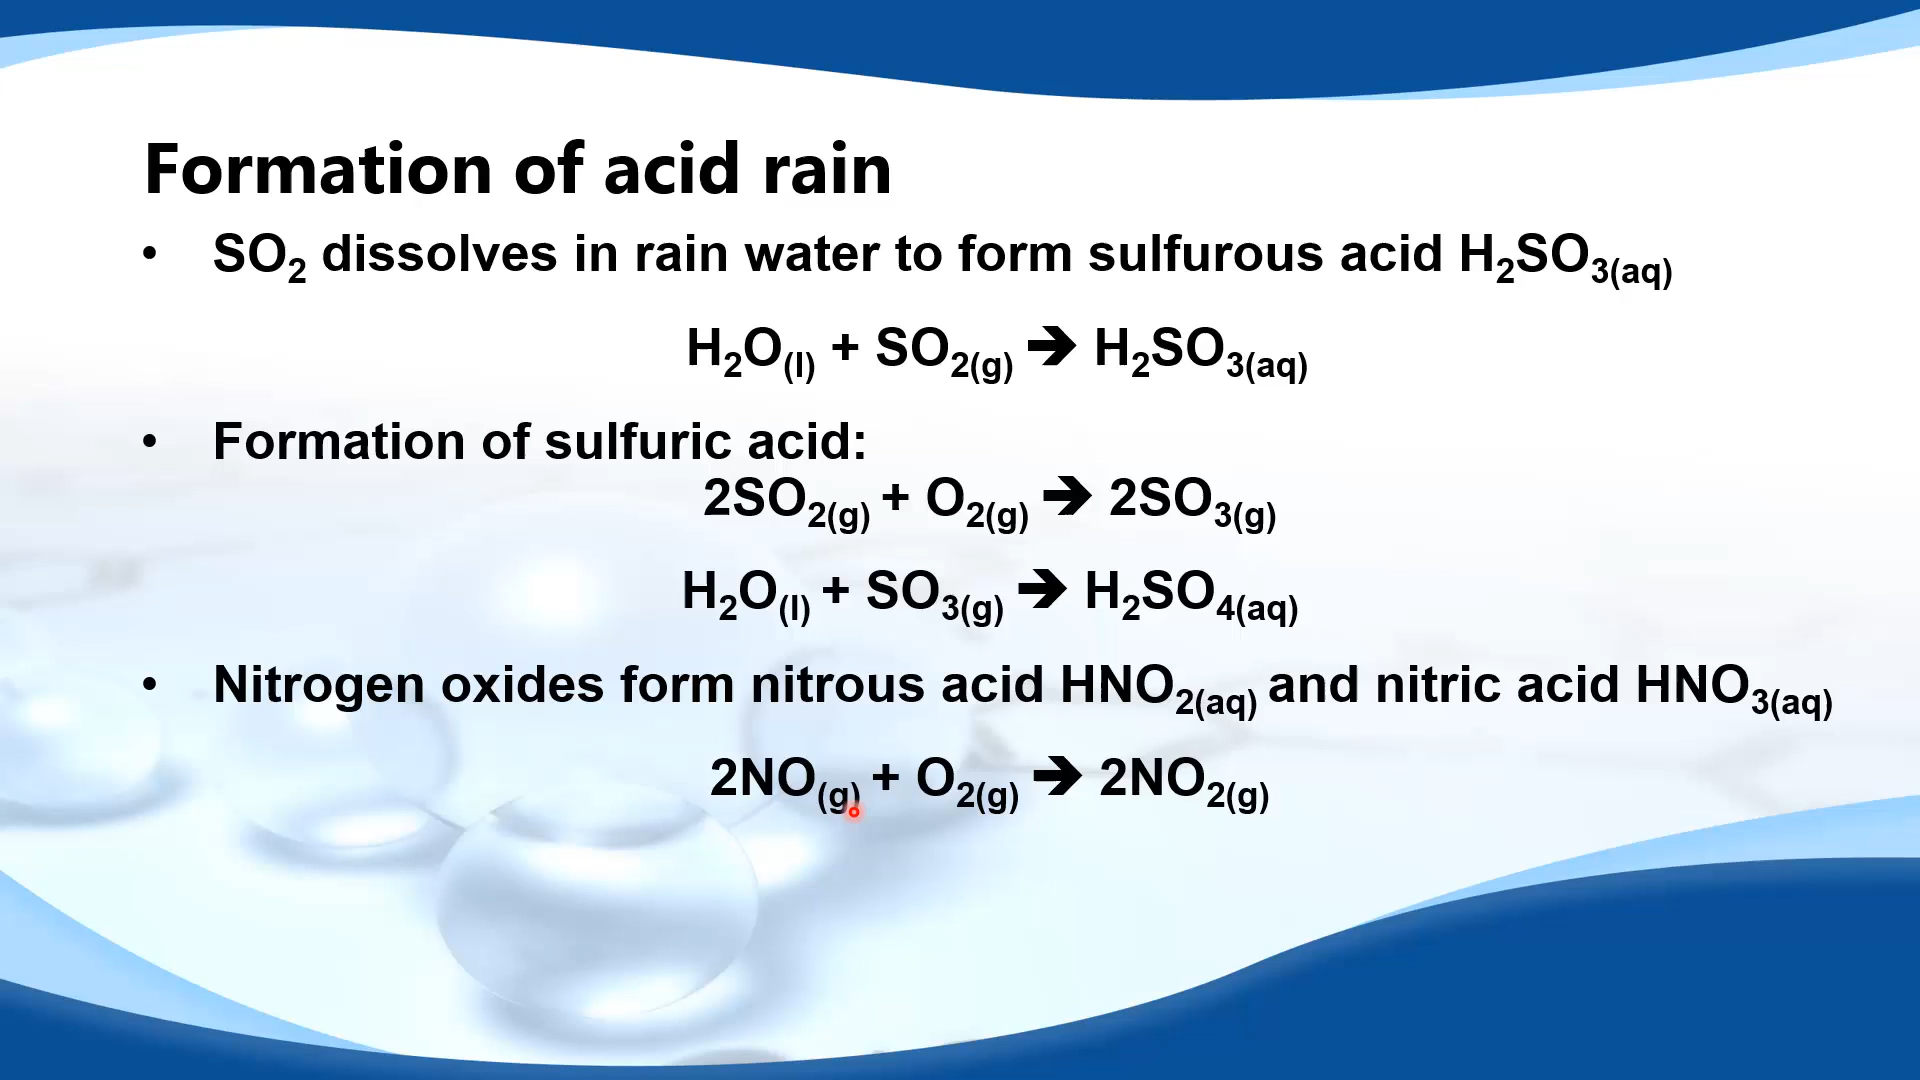 Formation of acid rain
• SO₂ dissolves in rain water to form sulfurous acid H₂SO₃₍aq₎
H₂O₍l₎ + SO₂₍g₎ 🡺 H₂SO₃₍aq₎
• Formation of sulfuric acid:
2SO₂₍g₎ + O₂₍g₎ 🡺 2SO₃₍g₎
H₂O₍l₎ + SO₃₍g₎ 🡺 H₂SO₄₍aq₎
• Nitrogen oxides form nitrous acid HNO₂₍aq₎ and nitric acid HNO₃₍aq₎
2NO₍g₎ + O₂₍g₎ 🡺 2NO₂₍g₎